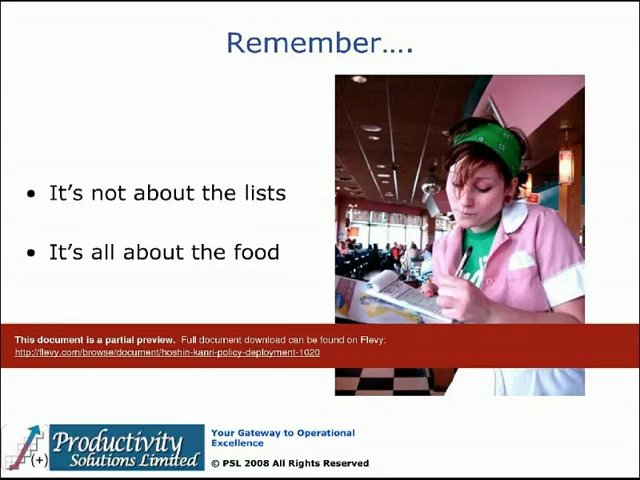 Remember….
• It's not about the lists
• It's all about the food
This document is a partial preview. Full document download can be found on Flevy:
http://flevy.com/browse/document/hoshin-kanri-policy-deployment-1020
Productivity
Solutions Limited
(+)
Your Gateway to Operational
Excellence
© PSL 2008 All Rights Reserved